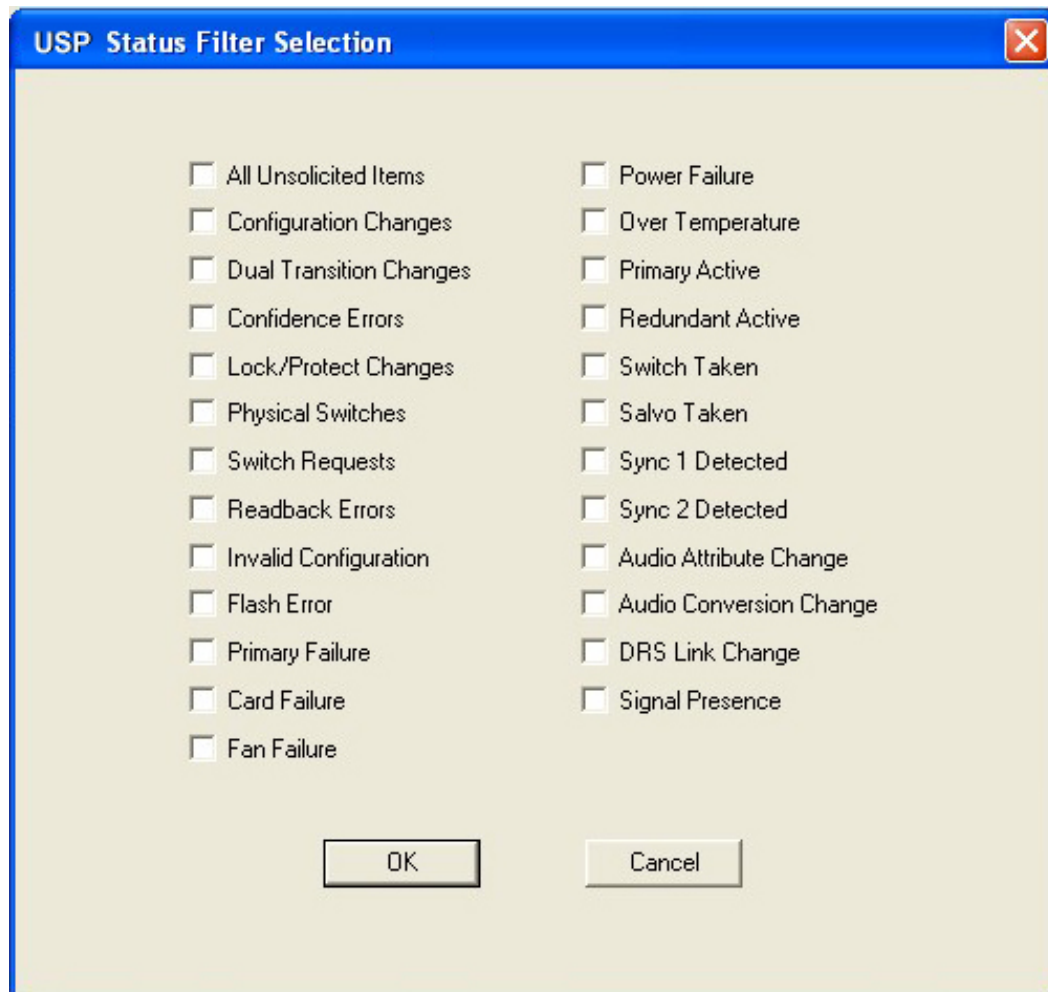 USP Status Filter Selection
All Unsolicited Items
Configuration Changes
Dual Transition Changes
Confidence Errors
Lock/Protect Changes
Physical Switches
Switch Requests
Readback Errors
Invalid Configuration
Flash Error
Primary Failure
Card Failure
Fan Failure
Power Failure
Over Temperature
Primary Active
Redundant Active
Switch Taken
Salvo Taken
Sync 1 Detected
Sync 2 Detected
Audio Attribute Change
Audio Conversion Change
DRS Link Change
Signal Presence
OK
Cancel